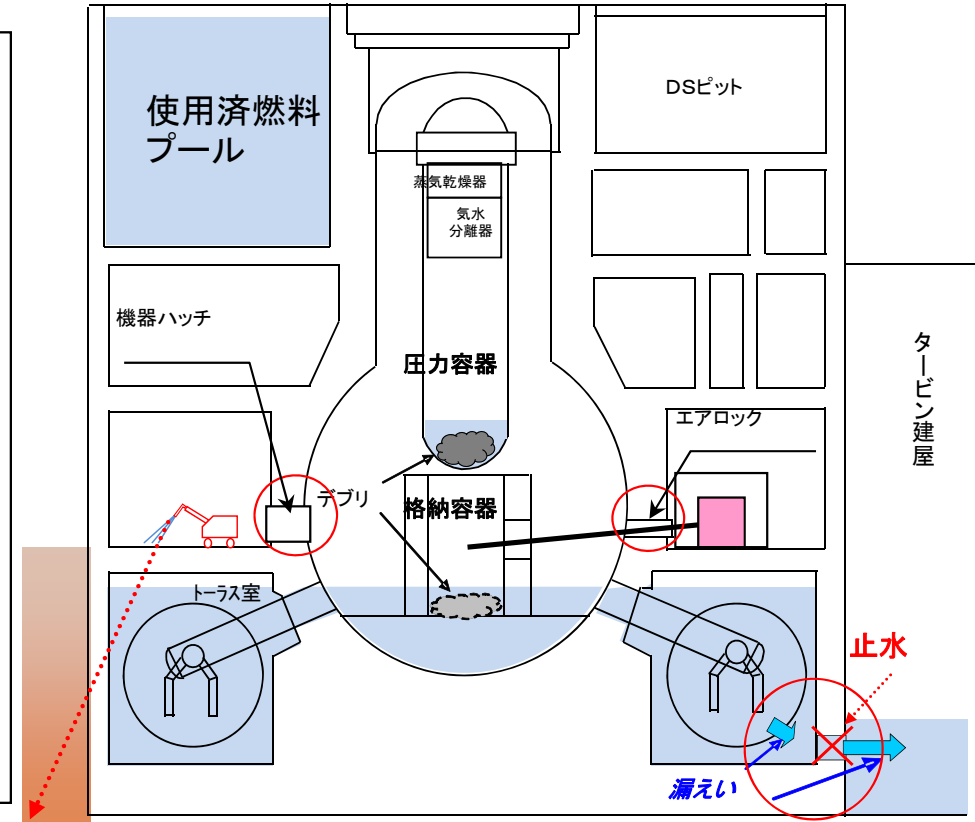 使用済燃料
プール
DSピット
蒸気乾燥器
気水
分離器
機器ハッチ
圧力容器
エアロック
タービン建屋
デブリ
格納容器
トーラス室
止水
漏えい